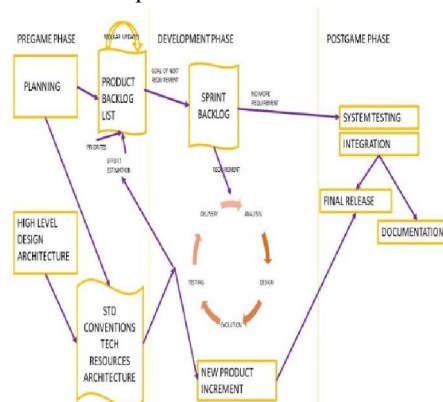 PREGAME PHASE
DEVELOPMENT PHASE
POSTGAME PHASE
REGULAR UPDATES
PLANNING
PRODUCT
BACKLOG
LIST
GOAL OF NEXT
REQUIREMENT
SPRINT
BACKLOG
NO MORE
REQUIREMENT
SYSTEM TESTING
INTEGRATION
PRIORITIES
EFFORT
ESTIMATION
REQUIREMENT
FINAL RELEASE
DOCUMENTATION
HIGH LEVEL
DESIGN
ARCHITECTURE
DELIVERY
ANALYSIS
TESTING
DESIGN
EVOLUTION
STD
CONVENTIONS
TECH
RESOURCES
ARCHITECTURE
NEW PRODUCT
INCREMENT